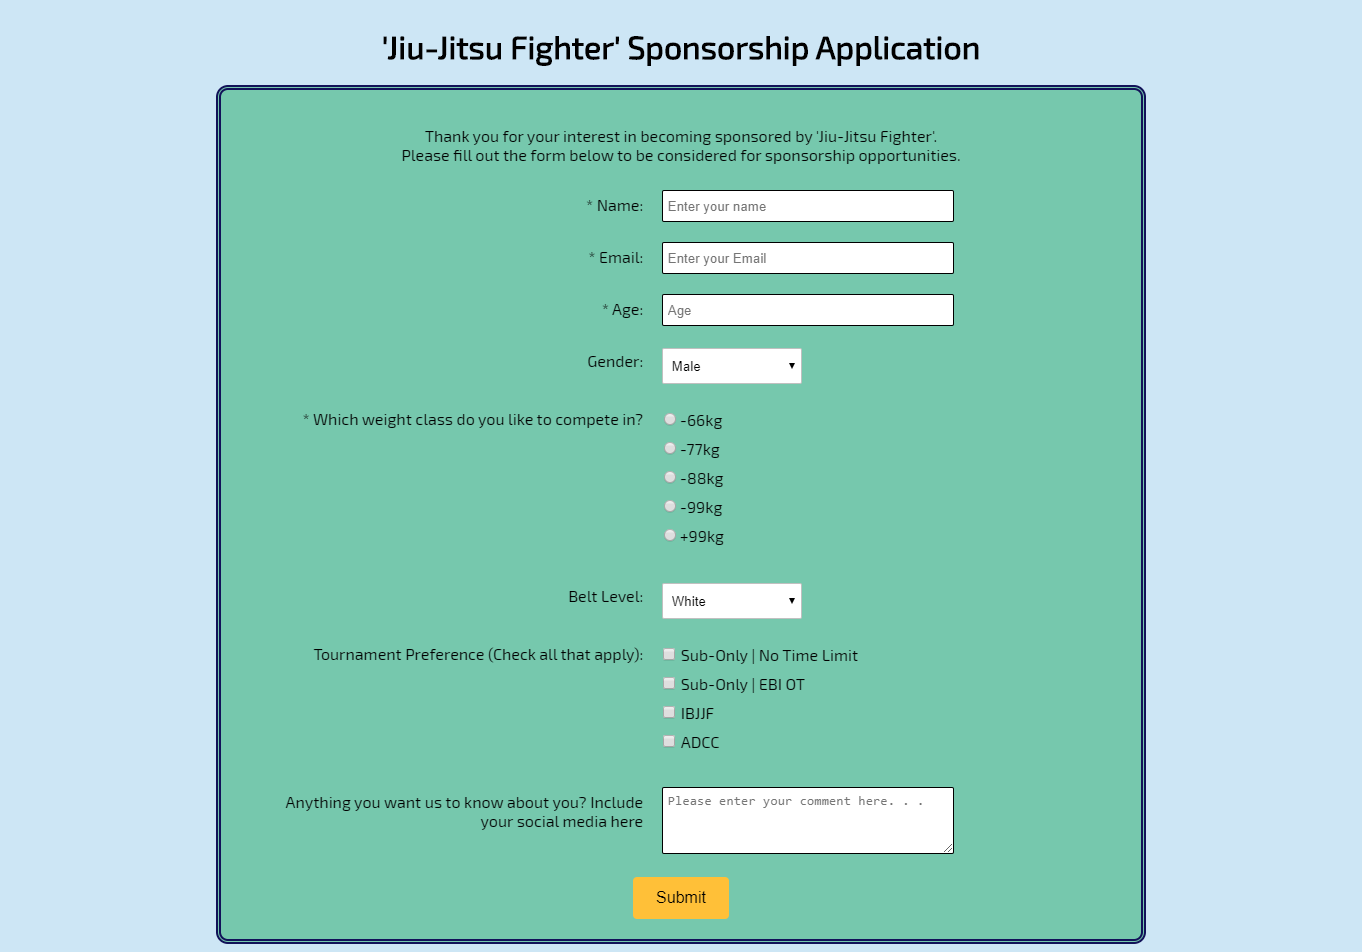 'Jiu-Jitsu Fighter' Sponsorship Application
Thank you for your interest in becoming sponsored by 'Jiu-Jitsu Fighter'.
Please fill out the form below to be considered for sponsorship opportunities.
* Name: Enter your name
* Email: Enter your Email
* Age: Age
Gender: Male
* Which weight class do you like to compete in? -66kg
-77kg
-88kg
-99kg
+99kg
Belt Level: White
Tournament Preference (Check all that apply): Sub-Only | No Time Limit
Sub-Only | EBI OT
IBJJF
ADCC
Anything you want us to know about you? Include
your social media here
Please enter your comment here. . .
Submit